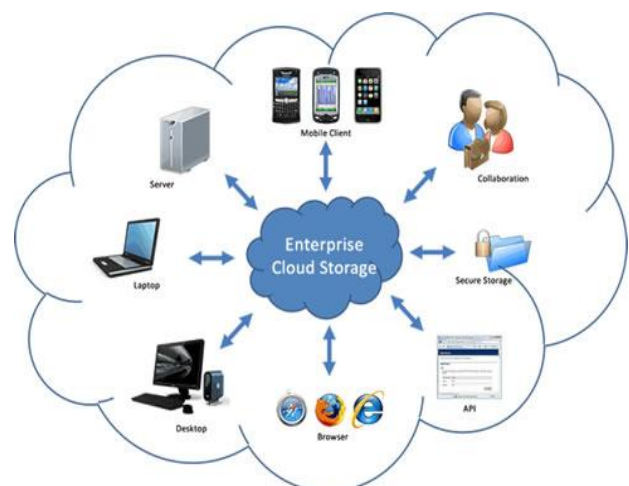 Mobile Client
Server
Collaboration
Enterprise
Cloud Storage
Laptop
Secure Storage
Desktop
Browser
API